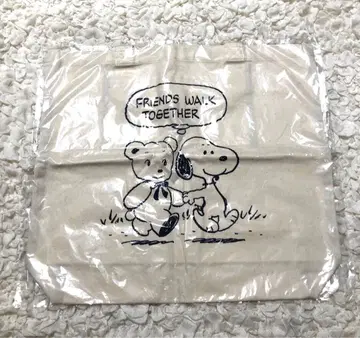 FRIENDS WALK
TOGETHER